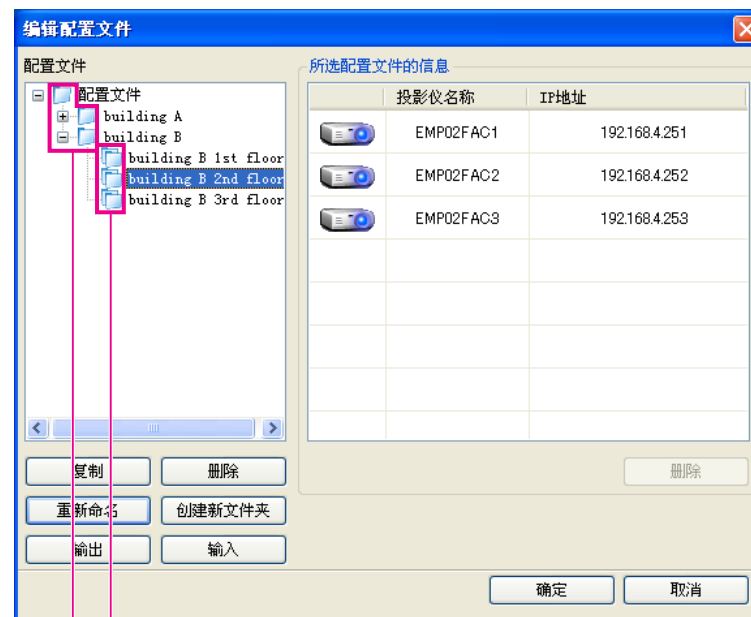 编辑配置文件
配置文件
所选配置文件的信息
配置文件
building A
building B
building B 1st floor
building B 2nd floor
building B 3rd floor
投影仪名称 IP地址
EMP02FAC1 192.168.4.251
EMP02FAC2 192.168.4.252
EMP02FAC3 192.168.4.253
复制 删除 删除
重新命名 创建新文件夹
输出 输入
确定 取消